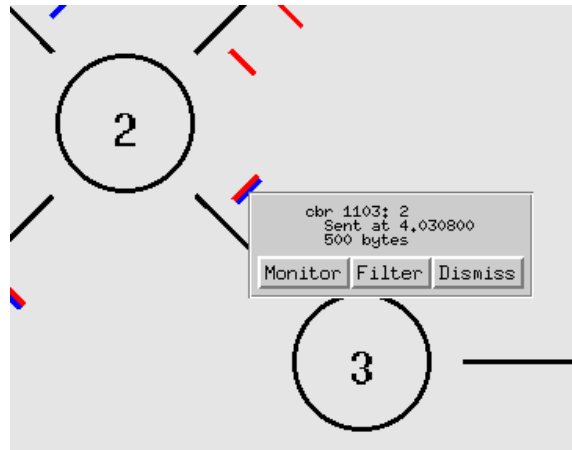 2
cbr 1103: 2
Sent at 4.030800
500 bytes
Monitor Filter Dismiss
3